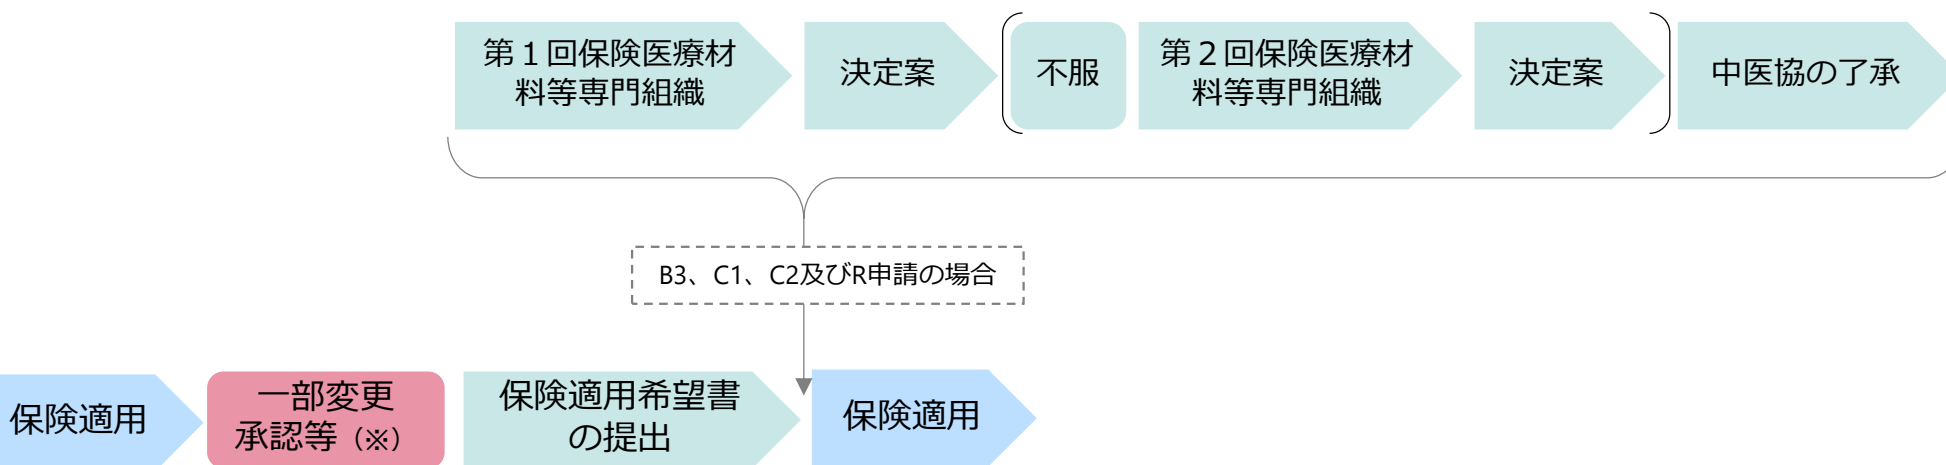 第１回保険医療材
料等専門組織
決定案
不服
第２回保険医療材
料等専門組織
決定案
中医協の了承
B3、C1、C2及びR申請の場合
保険適用
一部変更
承認等（※）
保険適用希望書
の提出
保険適用